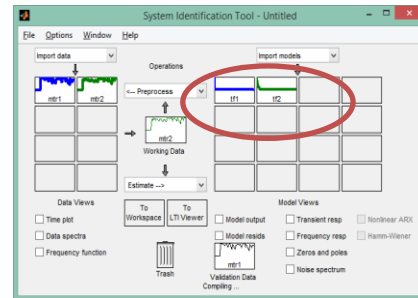 System Identification Tool - Untitled
File Options Window Help
Import data
Import models
Operations
<-- Preprocess
mtr1 mtr2
tf1 tf2
mtr2
Working Data
Estimate -->
Data Views
Model Views
To Workspace
To LTI Viewer
Time plot
Data spectra
Frequency function
Model output
Model resids
Transient resp
Frequency resp
Zeros and poles
Noise spectrum
Nonlinear ARX
Hamm-Wiener
Trash
mtr1
Validation Data
Compiling ...